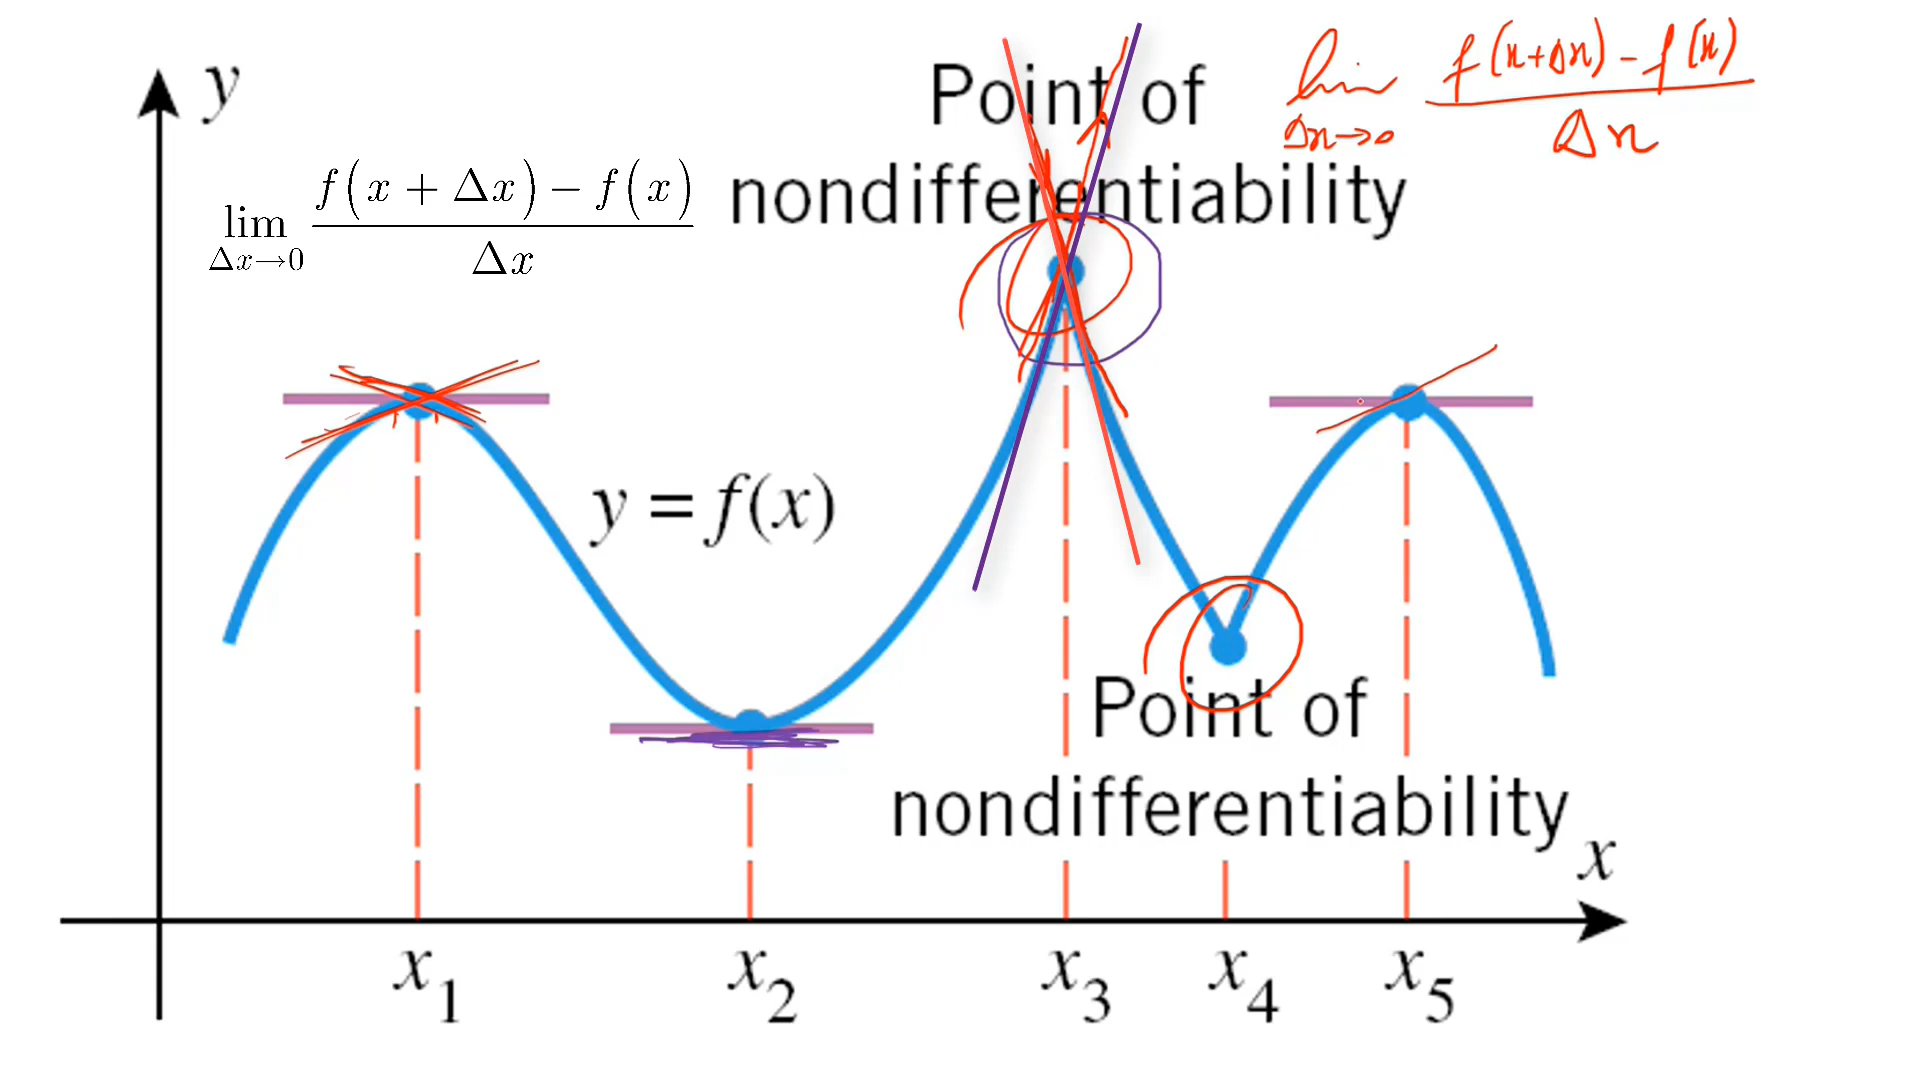 y
Point of
nondifferentiability
lim Δx→0 f(x + Δx) − f(x) / Δx
lim Δx→0 f(x+Δx) - f(x) / Δx
y = f(x)
Point of
nondifferentiability
x
x₁ x₂ x₃ x₄ x₅